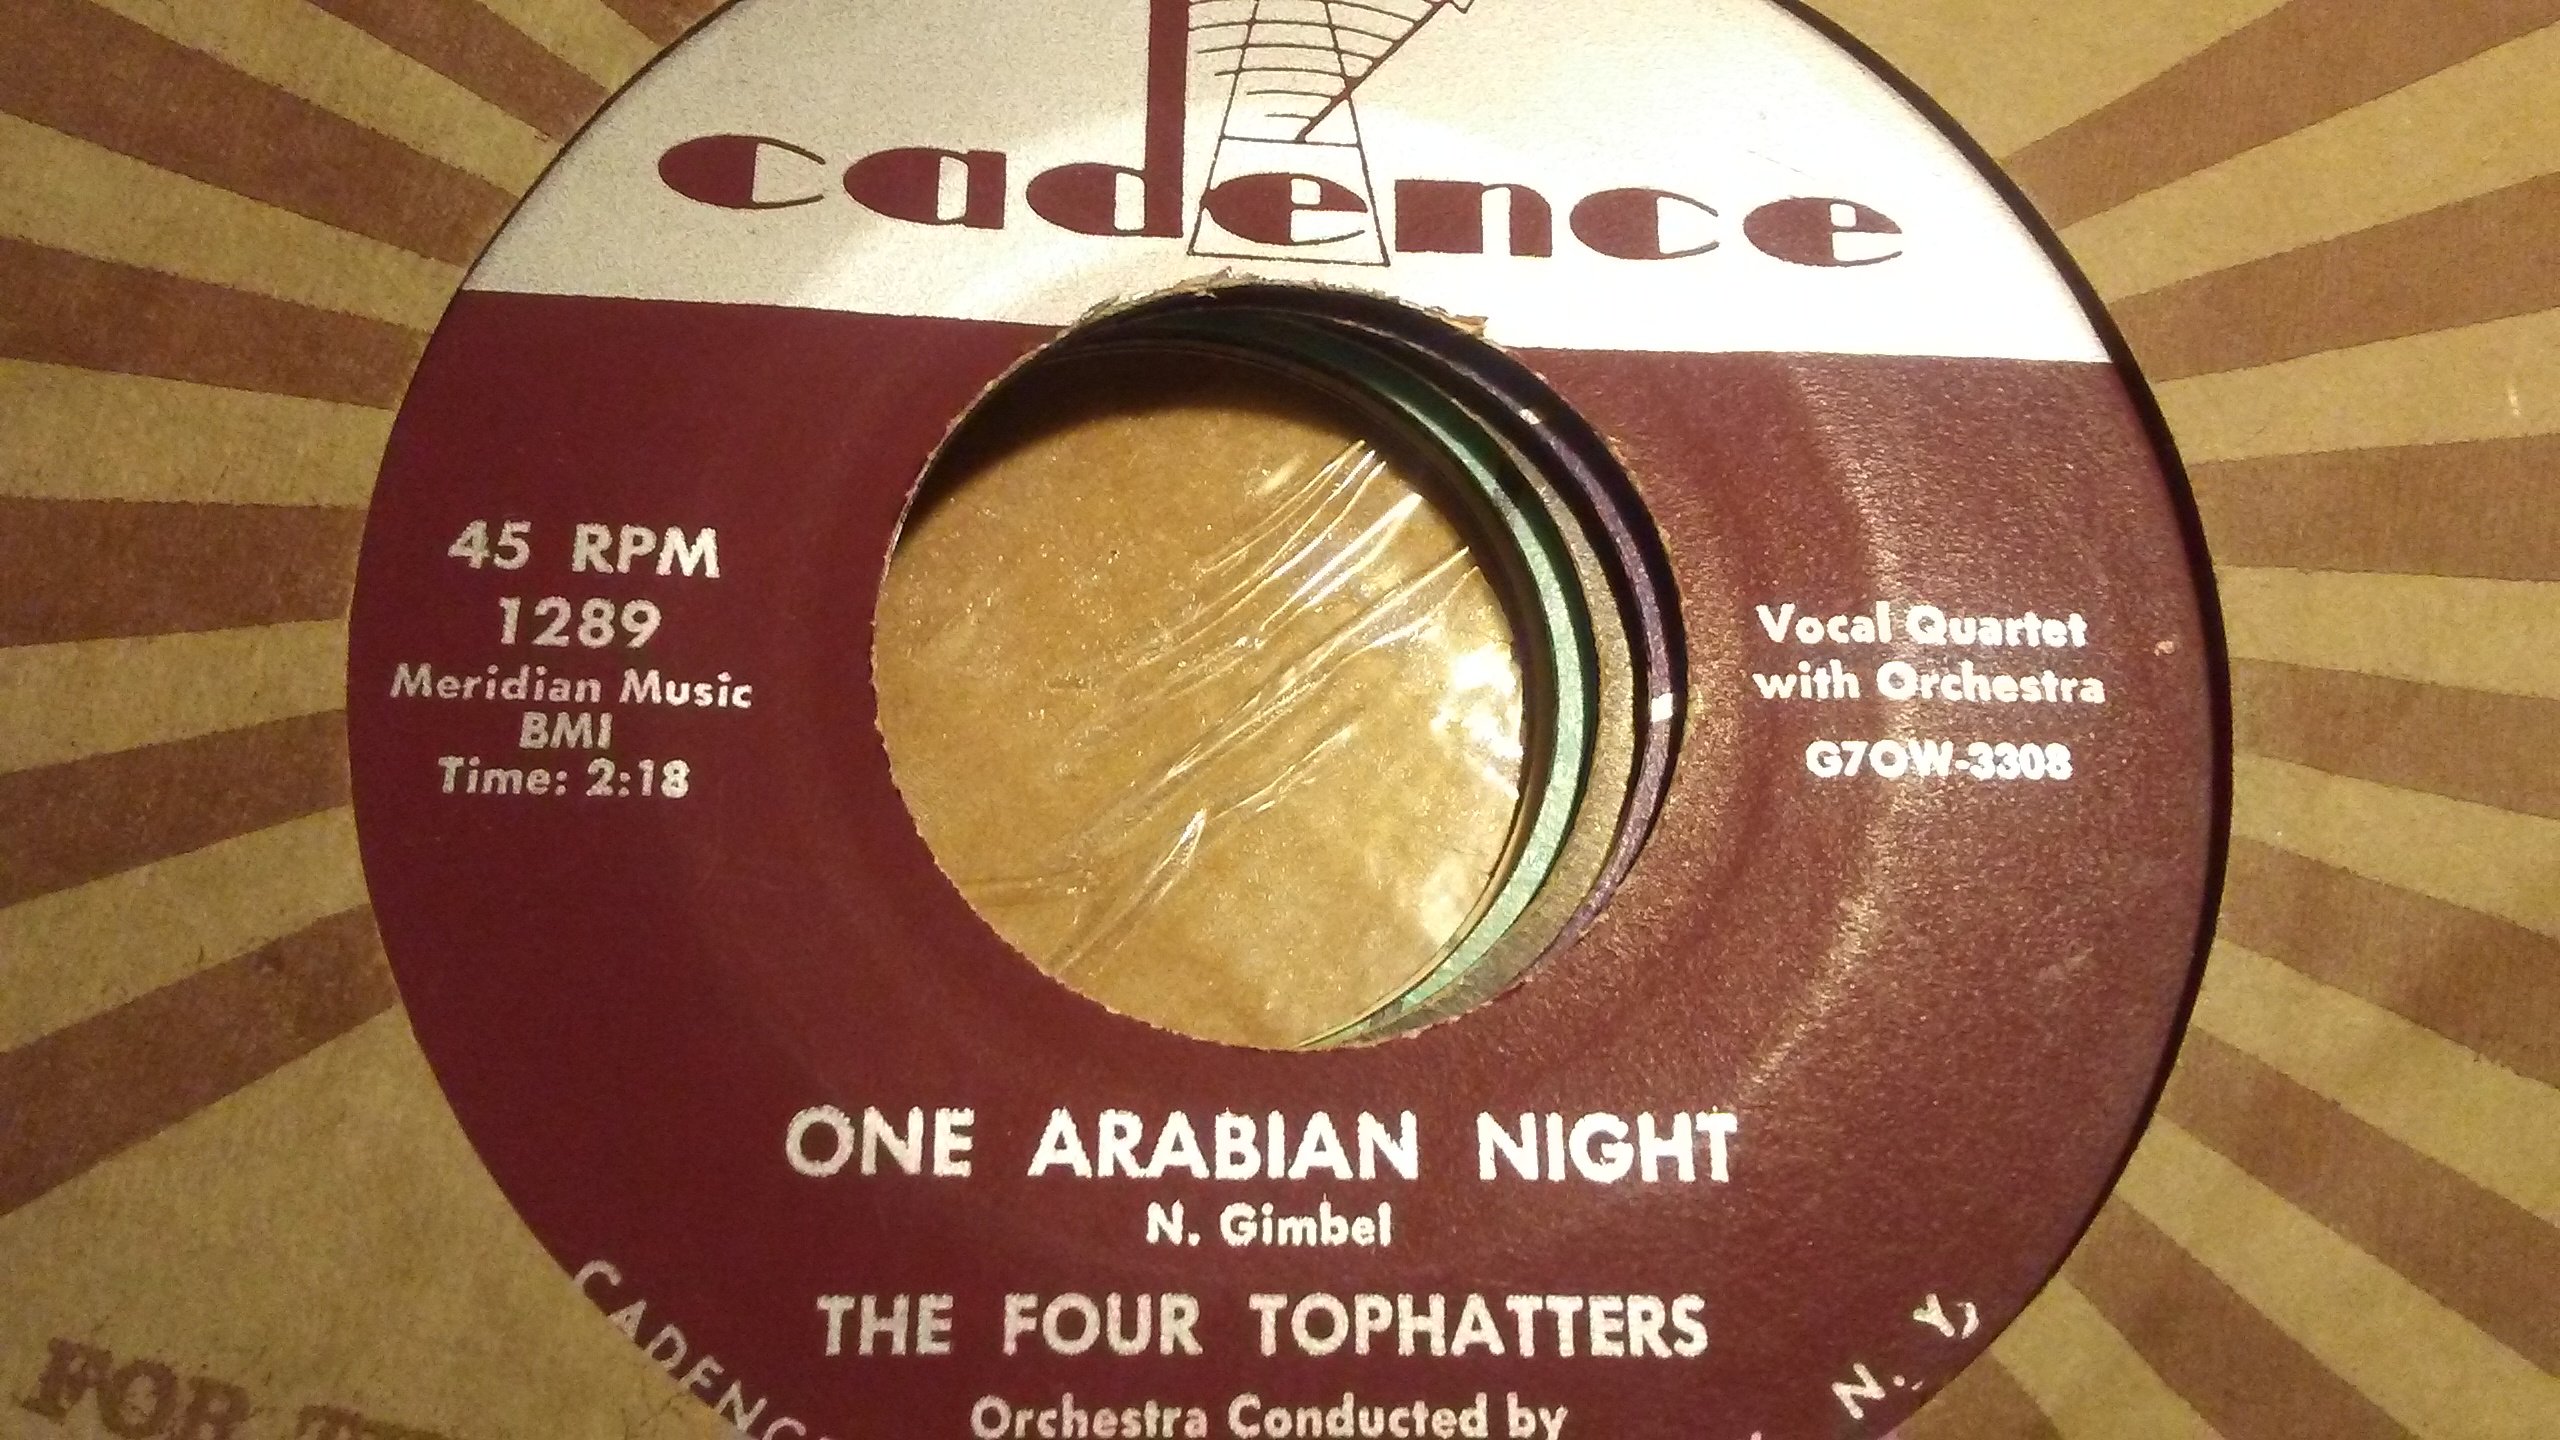 cadence
45 RPM
1289
Meridian Music
BMI
Time: 2:18
Vocal Quartet
with Orchestra
G7OW-3308
ONE ARABIAN NIGHT
N. Gimbel
THE FOUR TOPHATTERS
Orchestra Conducted by
N. Y.
FOR